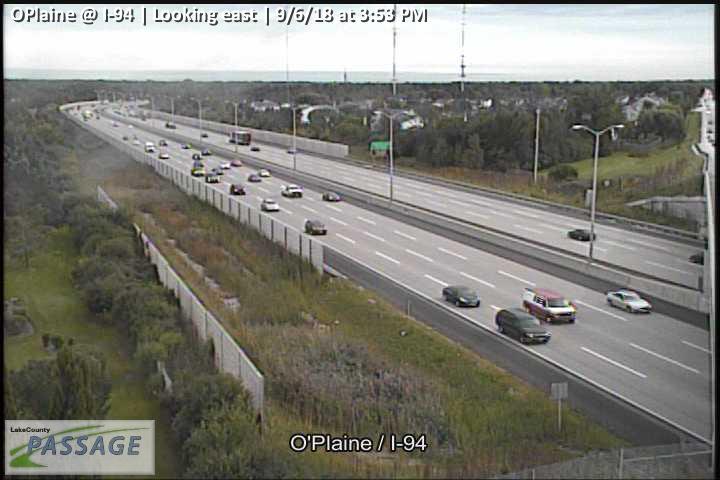 OPlaine @ I-94 | Looking east | 9/6/18 at 3:53 PM
O'Plaine / I-94
LakeCounty
PASSAGE